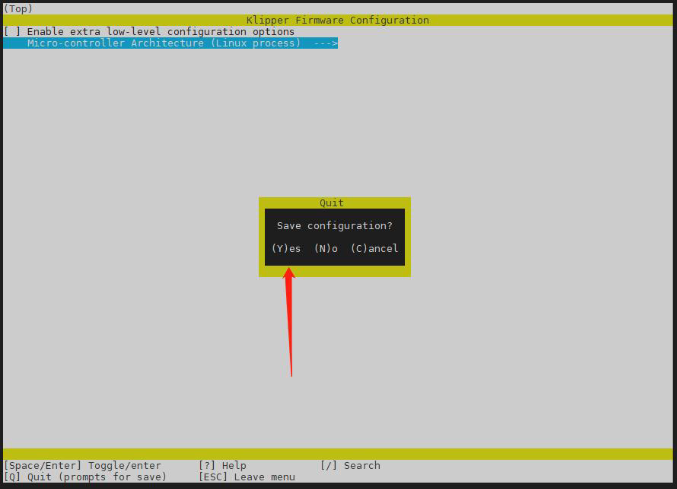 (Top)
Klipper Firmware Configuration
[ ] Enable extra low-level configuration options
Micro-controller Architecture (Linux process)  --->
Quit
Save configuration?
(Y)es  (N)o  (C)ancel
[Space/Enter] Toggle/enter      [?] Help            [/] Search
[Q] Quit (prompts for save)     [ESC] Leave menu